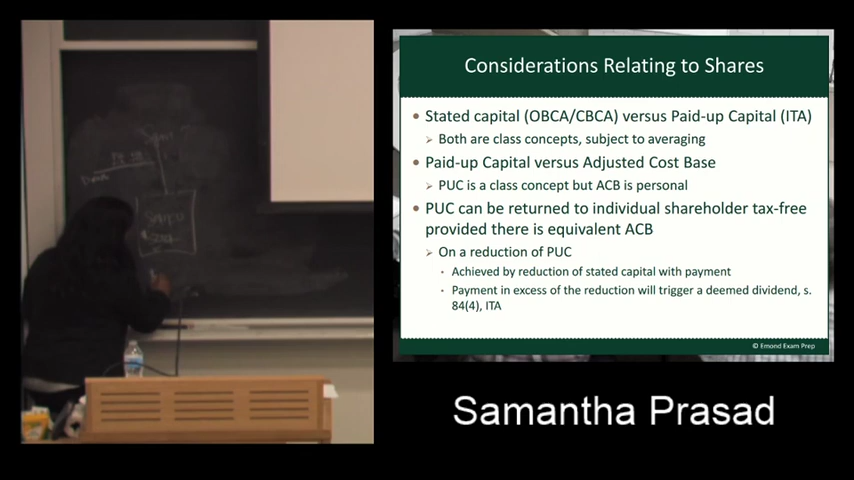 Considerations Relating to Shares
• Stated capital (OBCA/CBCA) versus Paid-up Capital (ITA)
➢ Both are class concepts, subject to averaging
• Paid-up Capital versus Adjusted Cost Base
➢ PUC is a class concept but ACB is personal
• PUC can be returned to individual shareholder tax-free
provided there is equivalent ACB
➢ On a reduction of PUC
• Achieved by reduction of stated capital with payment
• Payment in excess of the reduction will trigger a deemed dividend, s.
84(4), ITA
© Emond Exam Prep
Samantha Prasad